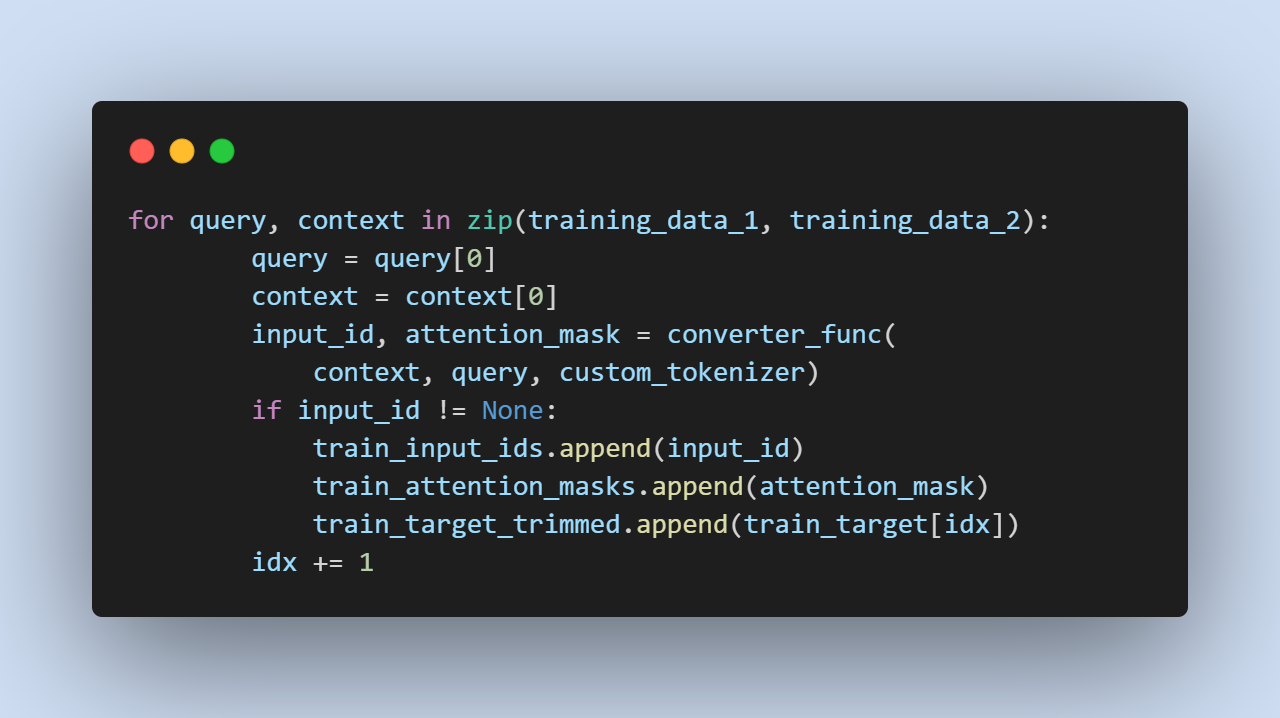 for query, context in zip(training_data_1, training_data_2):
        query = query[0]
        context = context[0]
        input_id, attention_mask = converter_func(
            context, query, custom_tokenizer)
        if input_id != None:
            train_input_ids.append(input_id)
            train_attention_masks.append(attention_mask)
            train_target_trimmed.append(train_target[idx])
        idx += 1